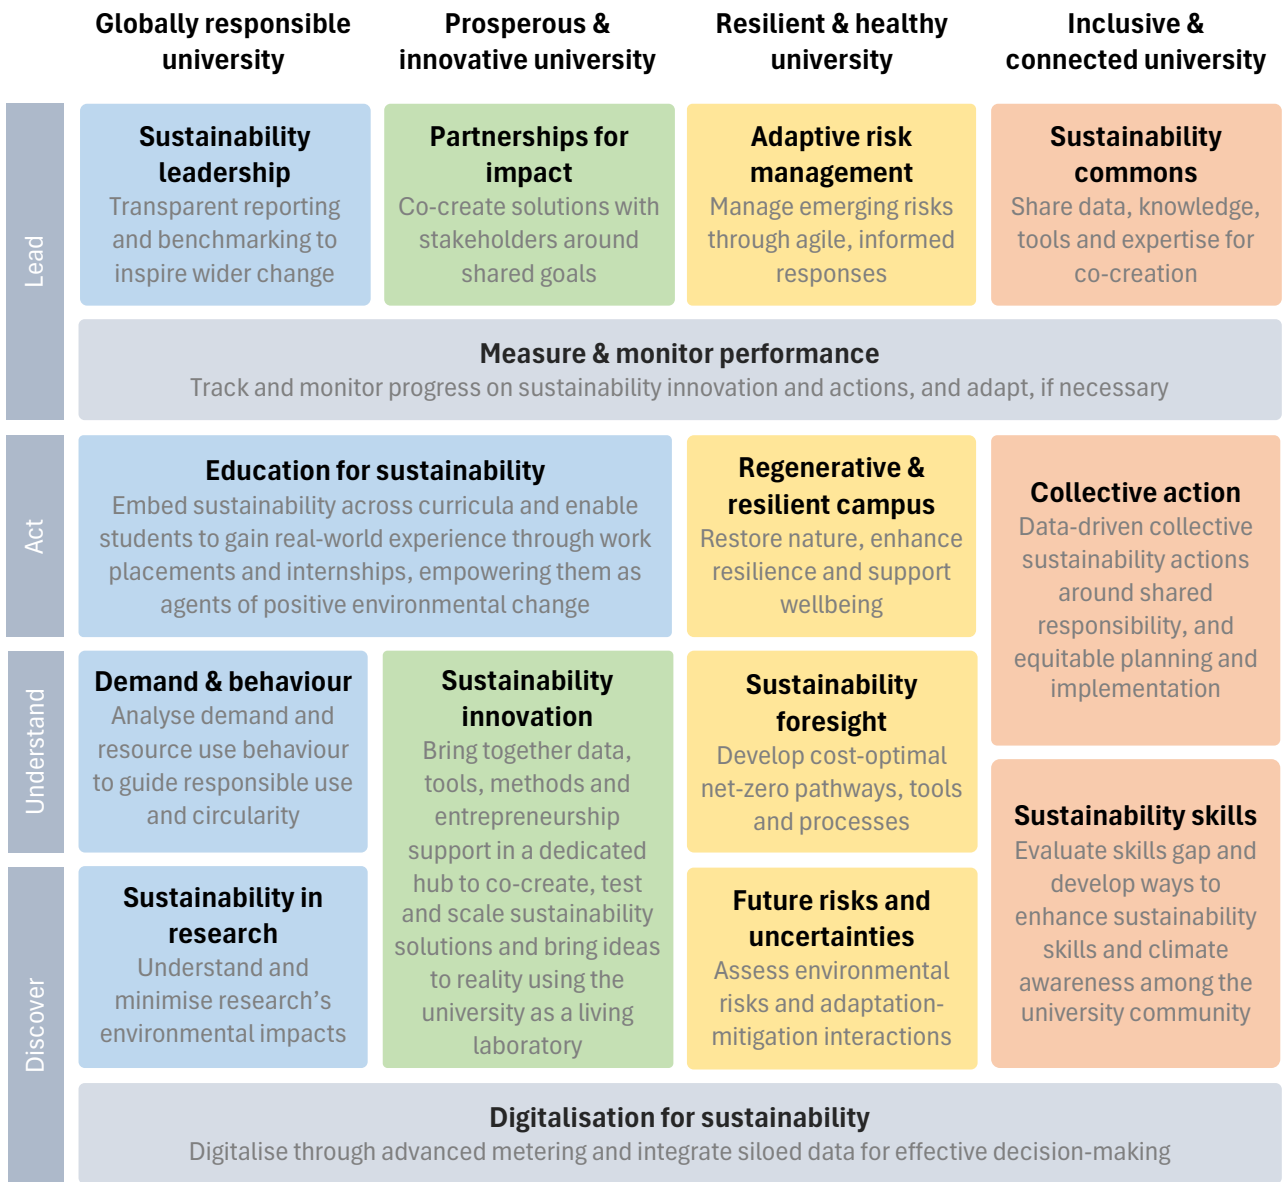 Globally responsible
university
Prosperous &
innovative university
Resilient & healthy
university
Inclusive &
connected university
Lead
Sustainability
leadership
Transparent reporting
and benchmarking to
inspire wider change
Partnerships for
impact
Co-create solutions with
stakeholders around
shared goals
Adaptive risk
management
Manage emerging risks
through agile, informed
responses
Sustainability
commons
Share data, knowledge,
tools and expertise for
co-creation
Measure & monitor performance
Track and monitor progress on sustainability innovation and actions, and adapt, if necessary
Act
Education for sustainability
Embed sustainability across curricula and enable
students to gain real-world experience through work
placements and internships, empowering them as
agents of positive environmental change
Regenerative &
resilient campus
Restore nature, enhance
resilience and support
wellbeing
Collective action
Data-driven collective
sustainability actions
around shared
responsibility, and
equitable planning and
implementation
Understand
Demand & behaviour
Analyse demand and
resource use behaviour
to guide responsible use
and circularity
Sustainability
innovation
Bring together data,
tools, methods and
entrepreneurship
support in a dedicated
hub to co-create, test
and scale sustainability
solutions and bring ideas
to reality using the
university as a living
laboratory
Sustainability
foresight
Develop cost-optimal
net-zero pathways, tools
and processes
Sustainability skills
Evaluate skills gap and
develop ways to
enhance sustainability
skills and climate
awareness among the
university community
Discover
Sustainability in
research
Understand and
minimise research’s
environmental impacts
Future risks and
uncertainties
Assess environmental
risks and adaptation-
mitigation interactions
Digitalisation for sustainability
Digitalise through advanced metering and integrate siloed data for effective decision-making